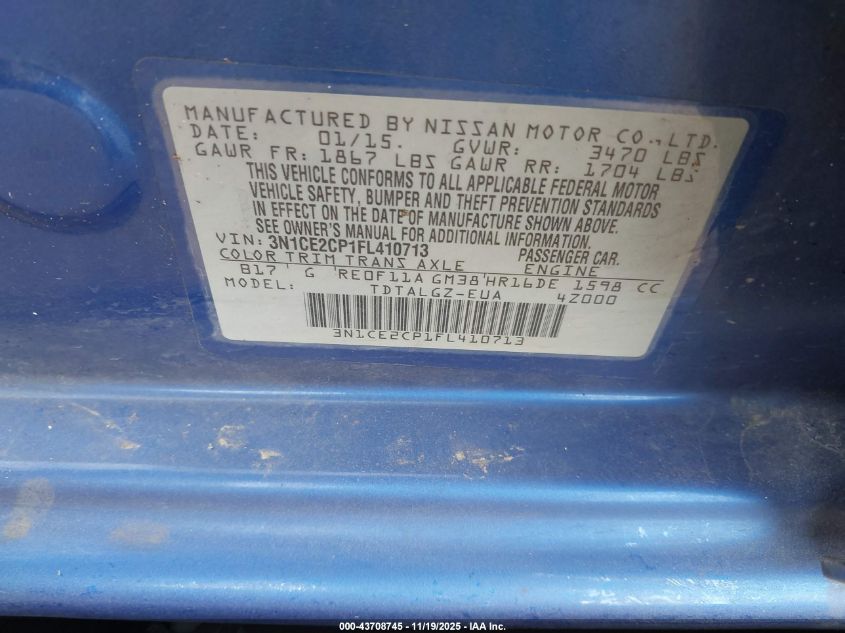 MANUFACTURED BY NISSAN MOTOR CO., LTD.
DATE: 01/15. GVWR: 3470 LBS
GAWR FR: 1867 LBS GAWR RR: 1704 LBS
THIS VEHICLE CONFORMS TO ALL APPLICABLE FEDERAL MOTOR
VEHICLE SAFETY, BUMPER AND THEFT PREVENTION STANDARDS
IN EFFECT ON THE DATE OF MANUFACTURE SHOWN ABOVE.
SEE OWNER'S MANUAL FOR ADDITIONAL INFORMATION.
VIN: 3N1CE2CP1FL410713 PASSENGER CAR.
COLOR TRIM TRANS AXLE ENGINE
B17 ' G 'RE0F11A GM38'HR16DE 1598 CC
MODEL: TDTALGZ-EUA 4Z000
3N1CE2CP1FL410713
000-43708745 - 11/19/2025 - IAA Inc.